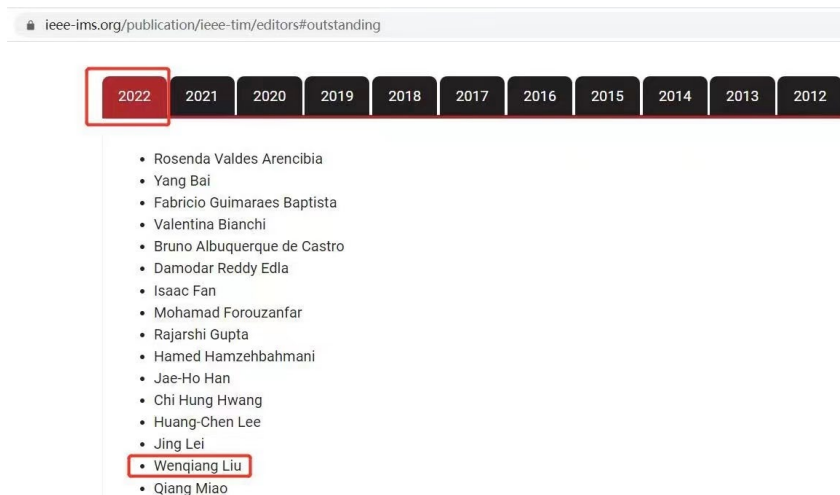 ieee-ims.org/publication/ieee-tim/editors#outstanding
2022 2021 2020 2019 2018 2017 2016 2015 2014 2013 2012
• Rosenda Valdes Arencibia
• Yang Bai
• Fabricio Guimaraes Baptista
• Valentina Bianchi
• Bruno Albuquerque de Castro
• Damodar Reddy Edla
• Isaac Fan
• Mohamad Forouzanfar
• Rajarshi Gupta
• Hamed Hamzehbahmani
• Jae-Ho Han
• Chi Hung Hwang
• Huang-Chen Lee
• Jing Lei
• Wenqiang Liu
• Qiang Miao